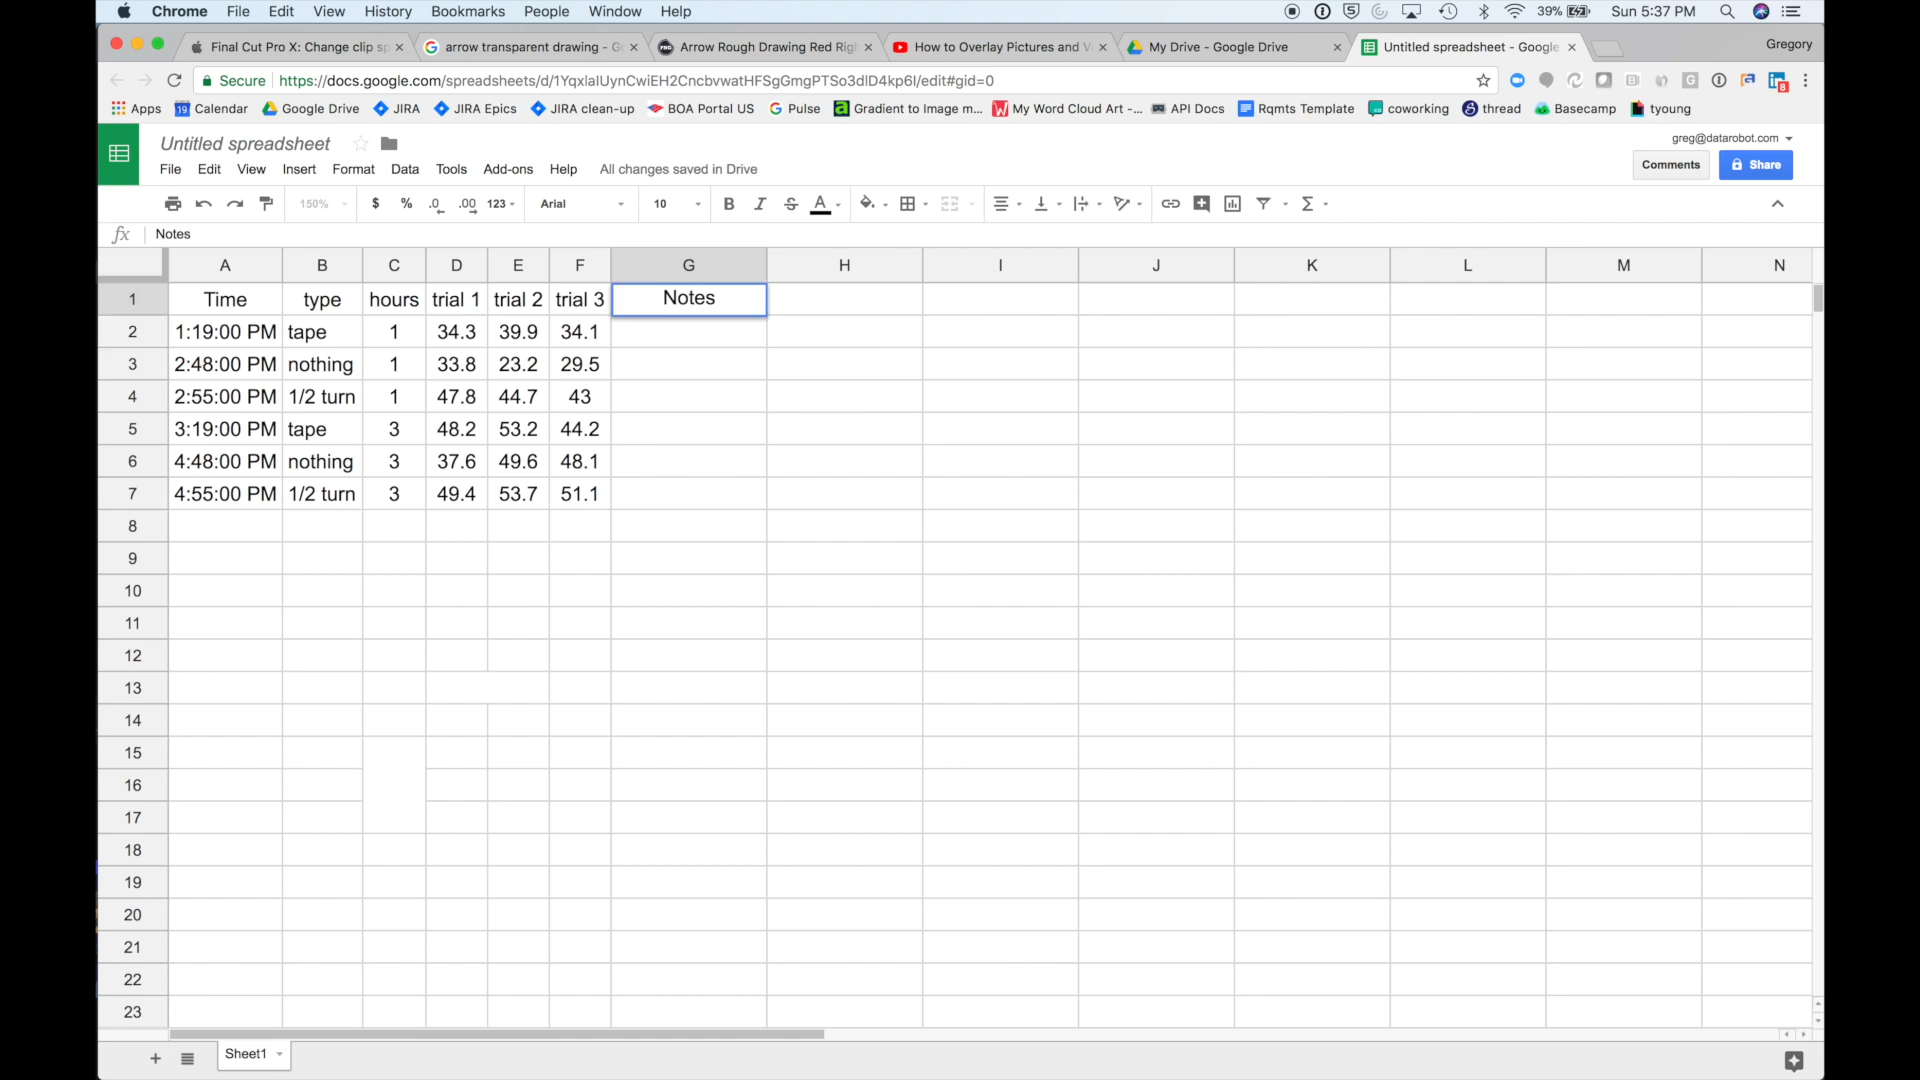 Chrome File Edit View History Bookmarks People Window Help 39% Sun 5:37 PM
Final Cut Pro X: Change clip sp arrow transparent drawing - Go Arrow Rough Drawing Red Righ How to Overlay Pictures and V My Drive - Google Drive Untitled spreadsheet - Google Gregory
Secure https://docs.google.com/spreadsheets/d/1YqxlaIUynCwiEH2CncbvwatHFSgGmgPTSo3dlD4kp6I/edit#gid=0
Apps Calendar Google Drive JIRA JIRA Epics JIRA clean-up BOA Portal US Pulse Gradient to Image m... My Word Cloud Art -... API Docs Rqmts Template coworking thread Basecamp tyoung
Untitled spreadsheet greg@datarobot.com
File Edit View Insert Format Data Tools Add-ons Help All changes saved in Drive Comments Share
150% $ % .0 .00 123 Arial 10 B I S A Σ
fx Notes
A B C D E F G H I J K L M N
1 Time type hours trial 1 trial 2 trial 3 Notes
2 1:19:00 PM tape 1 34.3 39.9 34.1
3 2:48:00 PM nothing 1 33.8 23.2 29.5
4 2:55:00 PM 1/2 turn 1 47.8 44.7 43
5 3:19:00 PM tape 3 48.2 53.2 44.2
6 4:48:00 PM nothing 3 37.6 49.6 48.1
7 4:55:00 PM 1/2 turn 3 49.4 53.7 51.1
8
9
10
11
12
13
14
15
16
17
18
19
20
21
22
23
Sheet1